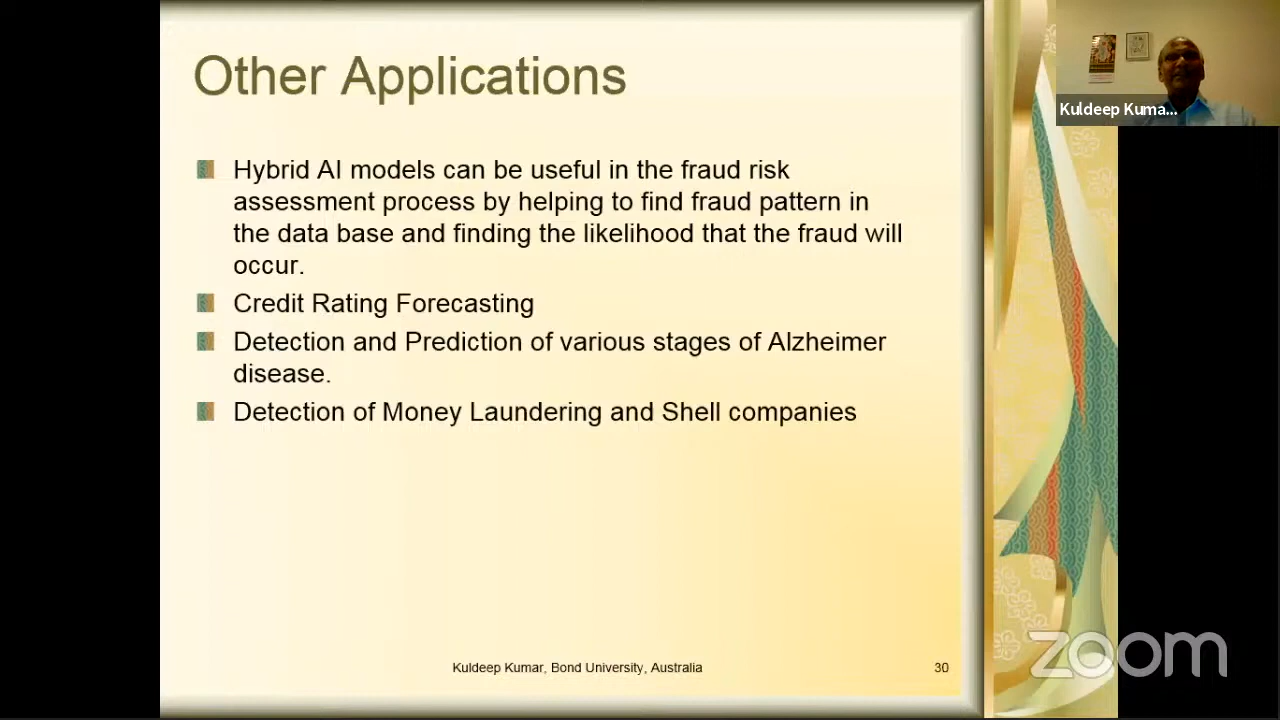 Other Applications
Hybrid AI models can be useful in the fraud risk
assessment process by helping to find fraud pattern in
the data base and finding the likelihood that the fraud will
occur.
Credit Rating Forecasting
Detection and Prediction of various stages of Alzheimer
disease.
Detection of Money Laundering and Shell companies
Kuldeep Kumar, Bond University, Australia
30
Kuldeep Kuma...
zoom